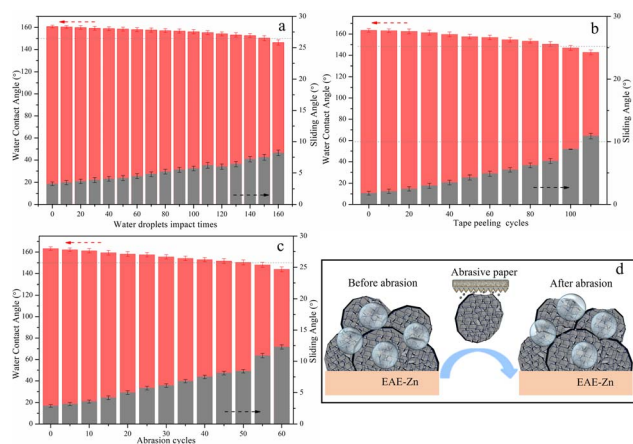 a
Water Contact Angle (°)
160
140
120
100
80
60
40
20
0
30
25
20
15
10
5
0
Sliding Angle (°)
0 20 40 60 80 100 120 140 160
Water droplets impact times
b
Water Contact Angle (°)
160
140
120
100
80
60
40
20
0
30
25
20
15
10
5
0
Sliding Angle (°)
0 20 40 60 80 100
Tape peeling cycles
c
Water Contact Angle (°)
180
160
140
120
100
80
60
40
20
0
30
25
20
15
10
5
0
Sliding Angle (°)
0 10 20 30 40 50 60
Abrasion cycles
d
Before abrasion
Abrasive paper
After abrasion
EAE-Zn
EAE-Zn